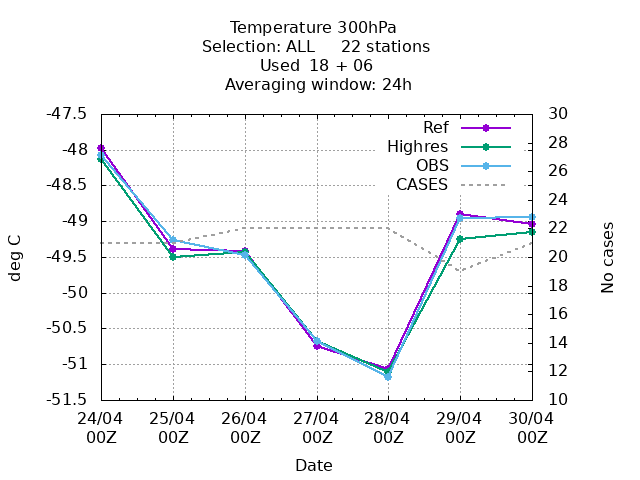 Temperature 300hPa
Selection: ALL     22 stations
Used  18 + 06
Averaging window: 24h
-47.5
-48
-48.5
-49
-49.5
-50
-50.5
-51
-51.5
deg C
30
28
26
24
22
20
18
16
14
12
10
No cases
Ref
Highres
OBS
CASES
24/04 25/04 26/04 27/04 28/04 29/04 30/04
00Z 00Z 00Z 00Z 00Z 00Z 00Z
Date